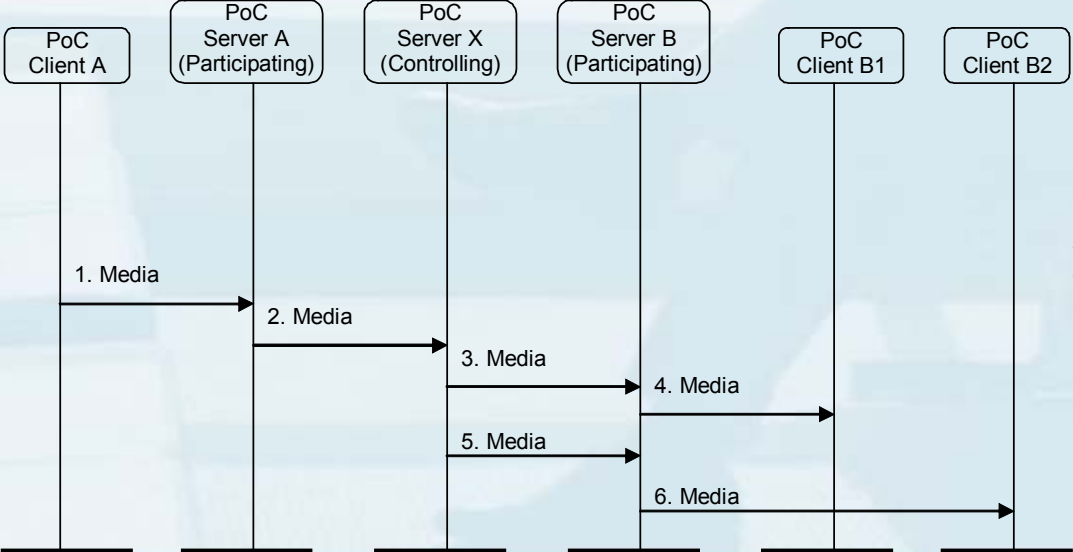 PoC
Client A
PoC
Server A
(Participating)
PoC
Server X
(Controlling)
PoC
Server B
(Participating)
PoC
Client B1
PoC
Client B2
1. Media
2. Media
3. Media
4. Media
5. Media
6. Media